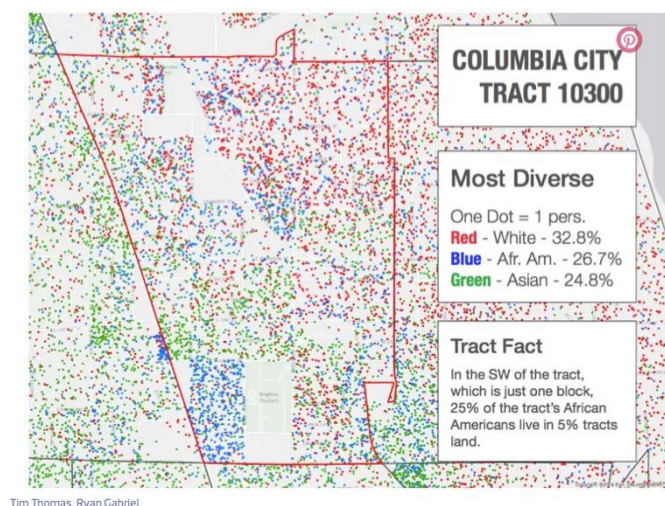 COLUMBIA CITY
TRACT 10300
Most Diverse
One Dot = 1 pers.
Red - White - 32.8%
Blue - Afr. Am. - 26.7%
Green - Asian - 24.8%
Tract Fact
In the SW of the tract,
which is just one block,
25% of the tract's African
Americans live in 5% tracts
land.
Tim Thomas, Ryan Gabriel